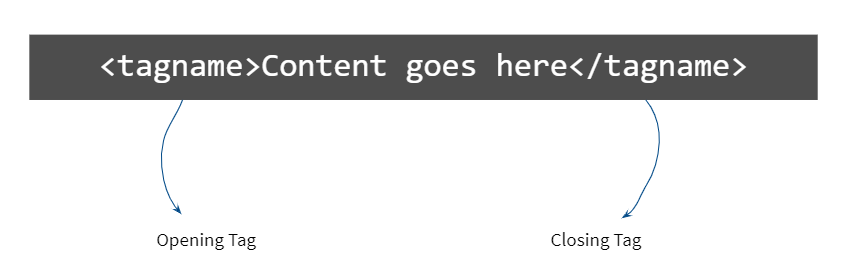 <tagname>Content goes here</tagname>
Opening Tag
Closing Tag